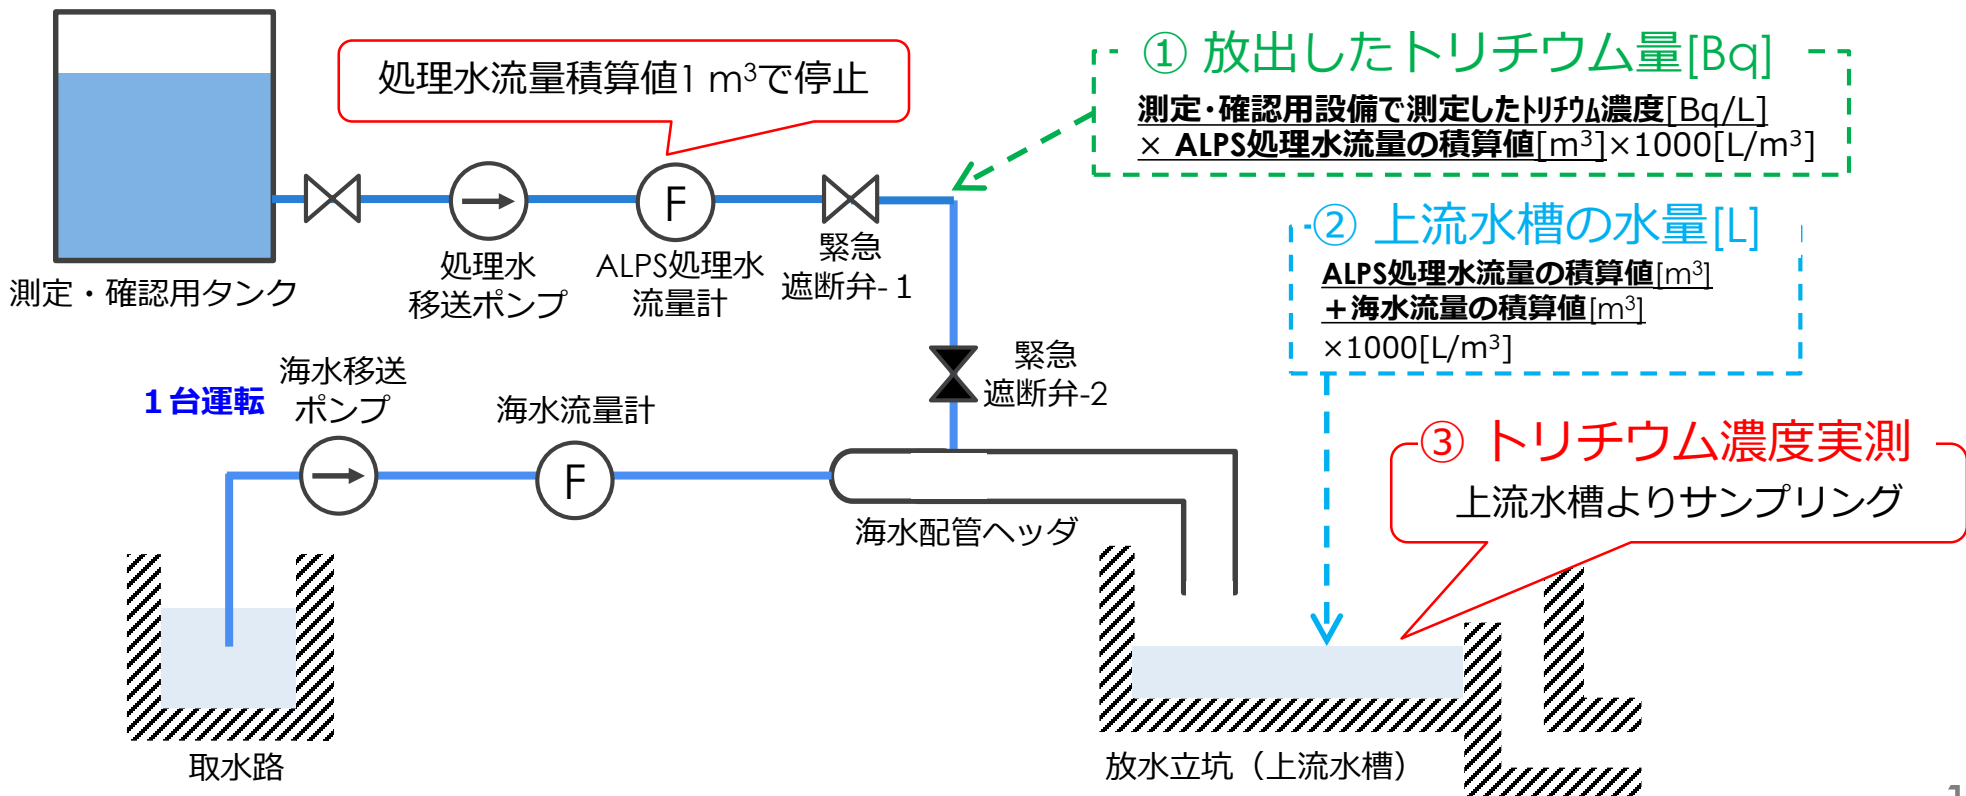 ① 放出したトリチウム量[Bq]
処理水流量積算値1 m³で停止
測定・確認用設備で測定したトリチウム濃度[Bq/L]
× ALPS処理水流量の積算値[m³]×1000[L/m³]
F
② 上流水槽の水量[L]
緊急
遮断弁-１
処理水
移送ポンプ
ALPS処理水
流量計
測定・確認用タンク
ALPS処理水流量の積算値[m³]
＋海水流量の積算値[m³]
×1000[L/m³]
緊急
遮断弁-2
海水移送
ポンプ
１台運転
海水流量計
F
③ トリチウム濃度実測
上流水槽よりサンプリング
海水配管ヘッダ
取水路
放水立坑（上流水槽）